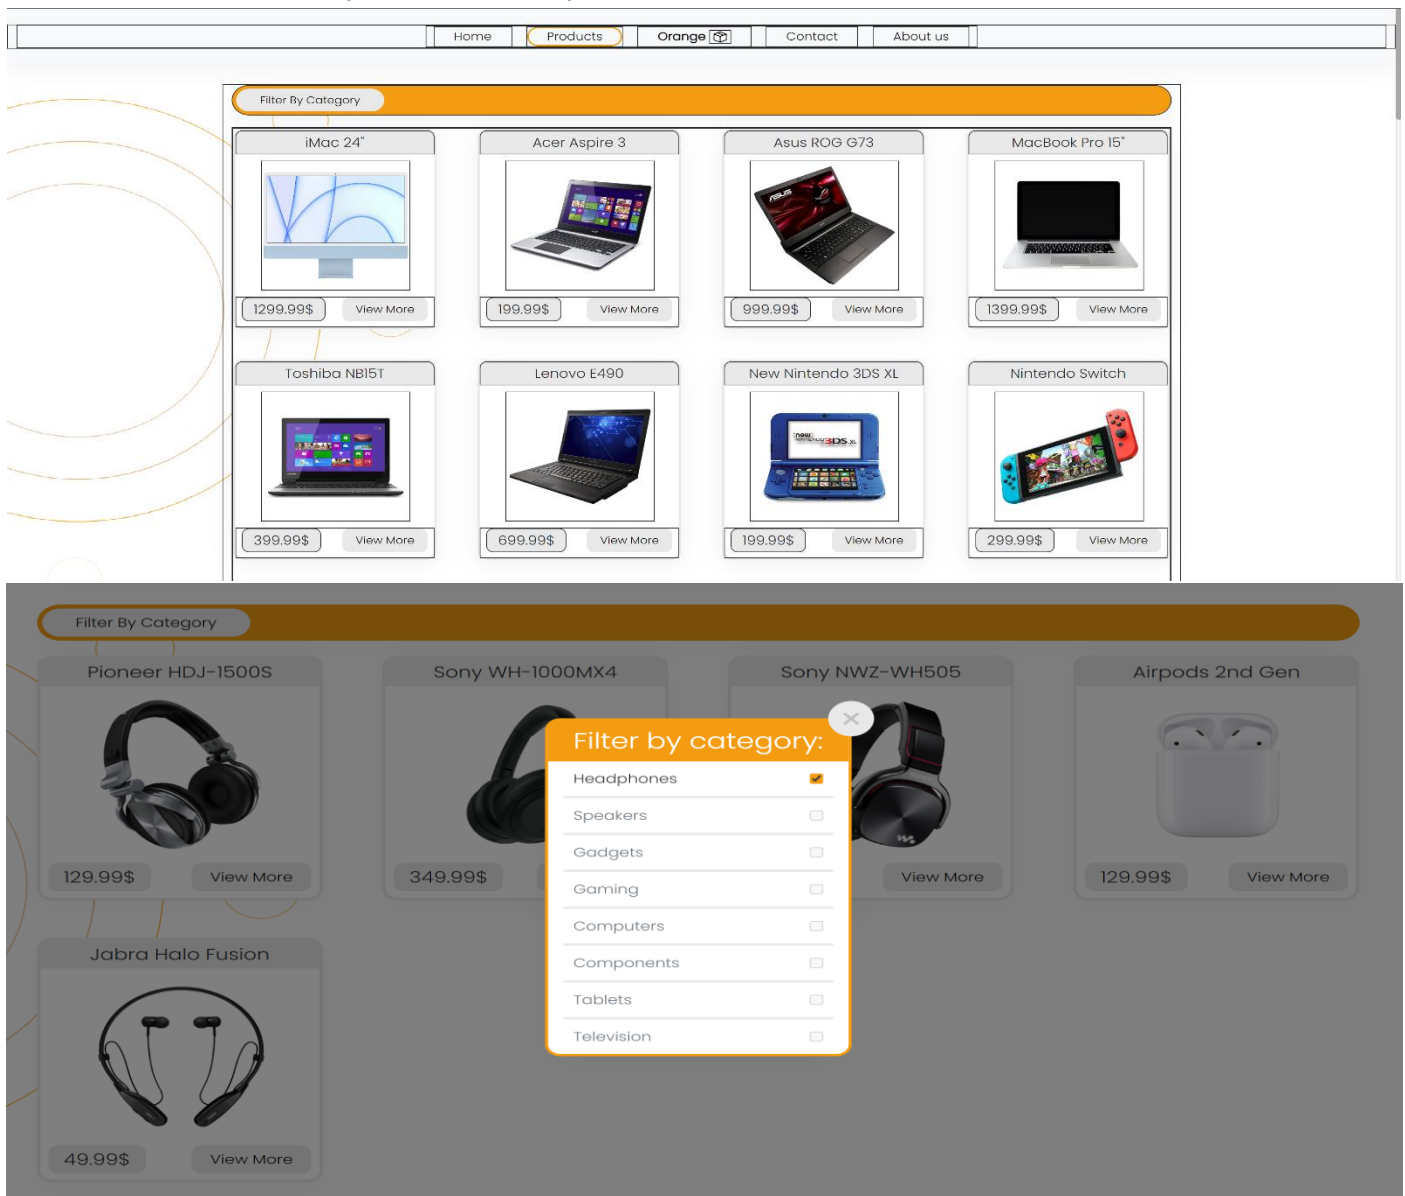 Home Products Orange Contact About us
Filter By Category
iMac 24" Acer Aspire 3 Asus ROG G73 MacBook Pro 15"
ASUS
1299.99$ View More 199.99$ View More 999.99$ View More 1399.99$ View More
Toshiba NB15T Lenovo E490 New Nintendo 3DS XL Nintendo Switch
new
3DS XL
399.99$ View More 699.99$ View More 199.99$ View More 299.99$ View More
Filter By Category
Pioneer HDJ-1500S Sony WH-1000MX4 Sony NWZ-WH505 Airpods 2nd Gen
Filter by category:
Headphones
Speakers
Gadgets
Gaming
Computers
Components
Tablets
Television
129.99$ View More 349.99$ View More 129.99$ View More
Jabra Halo Fusion
49.99$ View More